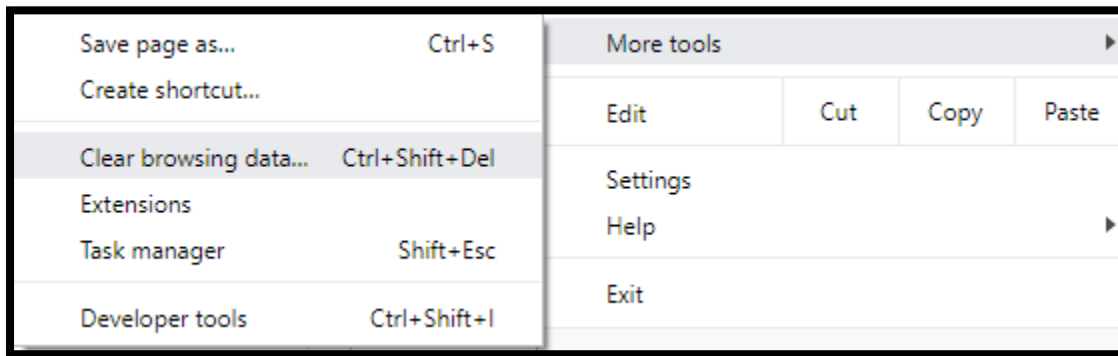 Save page as... Ctrl+S
Create shortcut...
Clear browsing data... Ctrl+Shift+Del
Extensions
Task manager Shift+Esc
Developer tools Ctrl+Shift+I
More tools
Edit Cut Copy Paste
Settings
Help
Exit